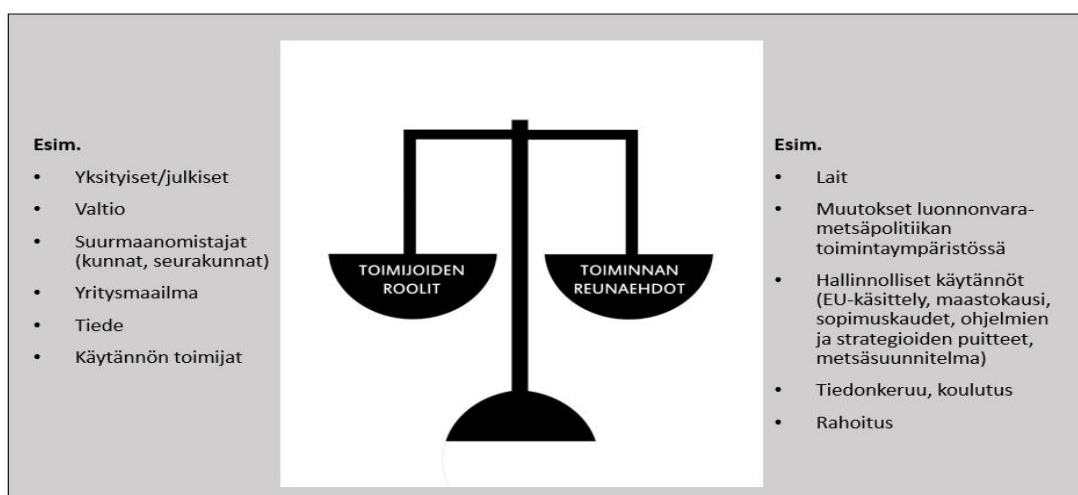 Esim.
• Yksityiset/julkiset
• Valtio
• Suurmaanomistajat
(kunnat, seurakunnat)
• Yritysmaailma
• Tiede
• Käytännön toimijat
TOIMIJOIDEN
ROOLIT
TOIMINNAN
REUNAEHDOT
Esim.
• Lait
• Muutokset luonnonvara-
metsäpolitiikan
toimintaympäristössä
• Hallinnolliset käytännöt
(EU-käsittely, maastokausi,
sopimuskaudet, ohjelmien
ja strategioiden puitteet,
metsäsuunnitelma)
• Tiedonkeruu, koulutus
• Rahoitus